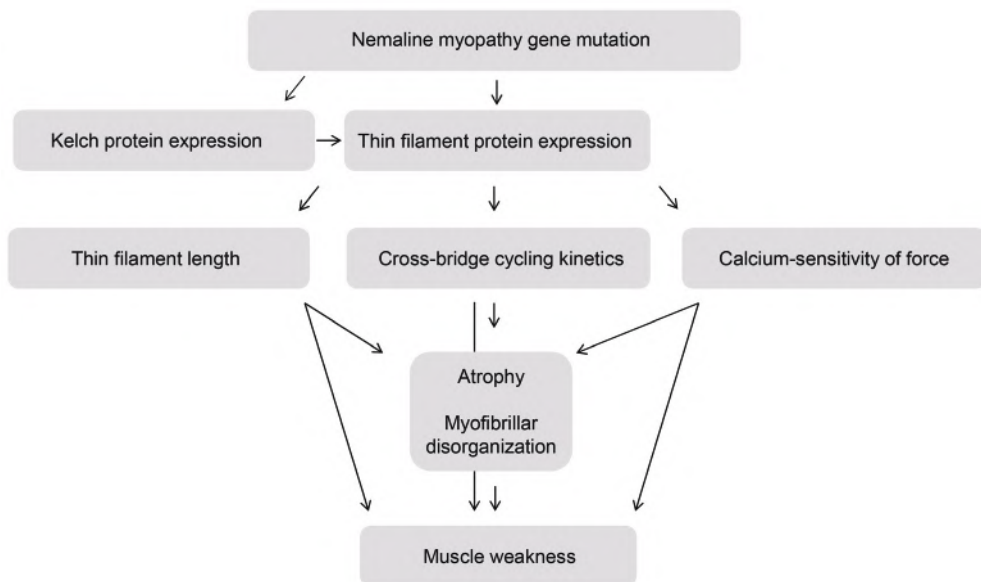 Nemaline myopathy gene mutation
Kelch protein expression
Thin filament protein expression
Thin filament length
Cross-bridge cycling kinetics
Calcium-sensitivity of force
Atrophy
Myofibrillar
disorganization
Muscle weakness